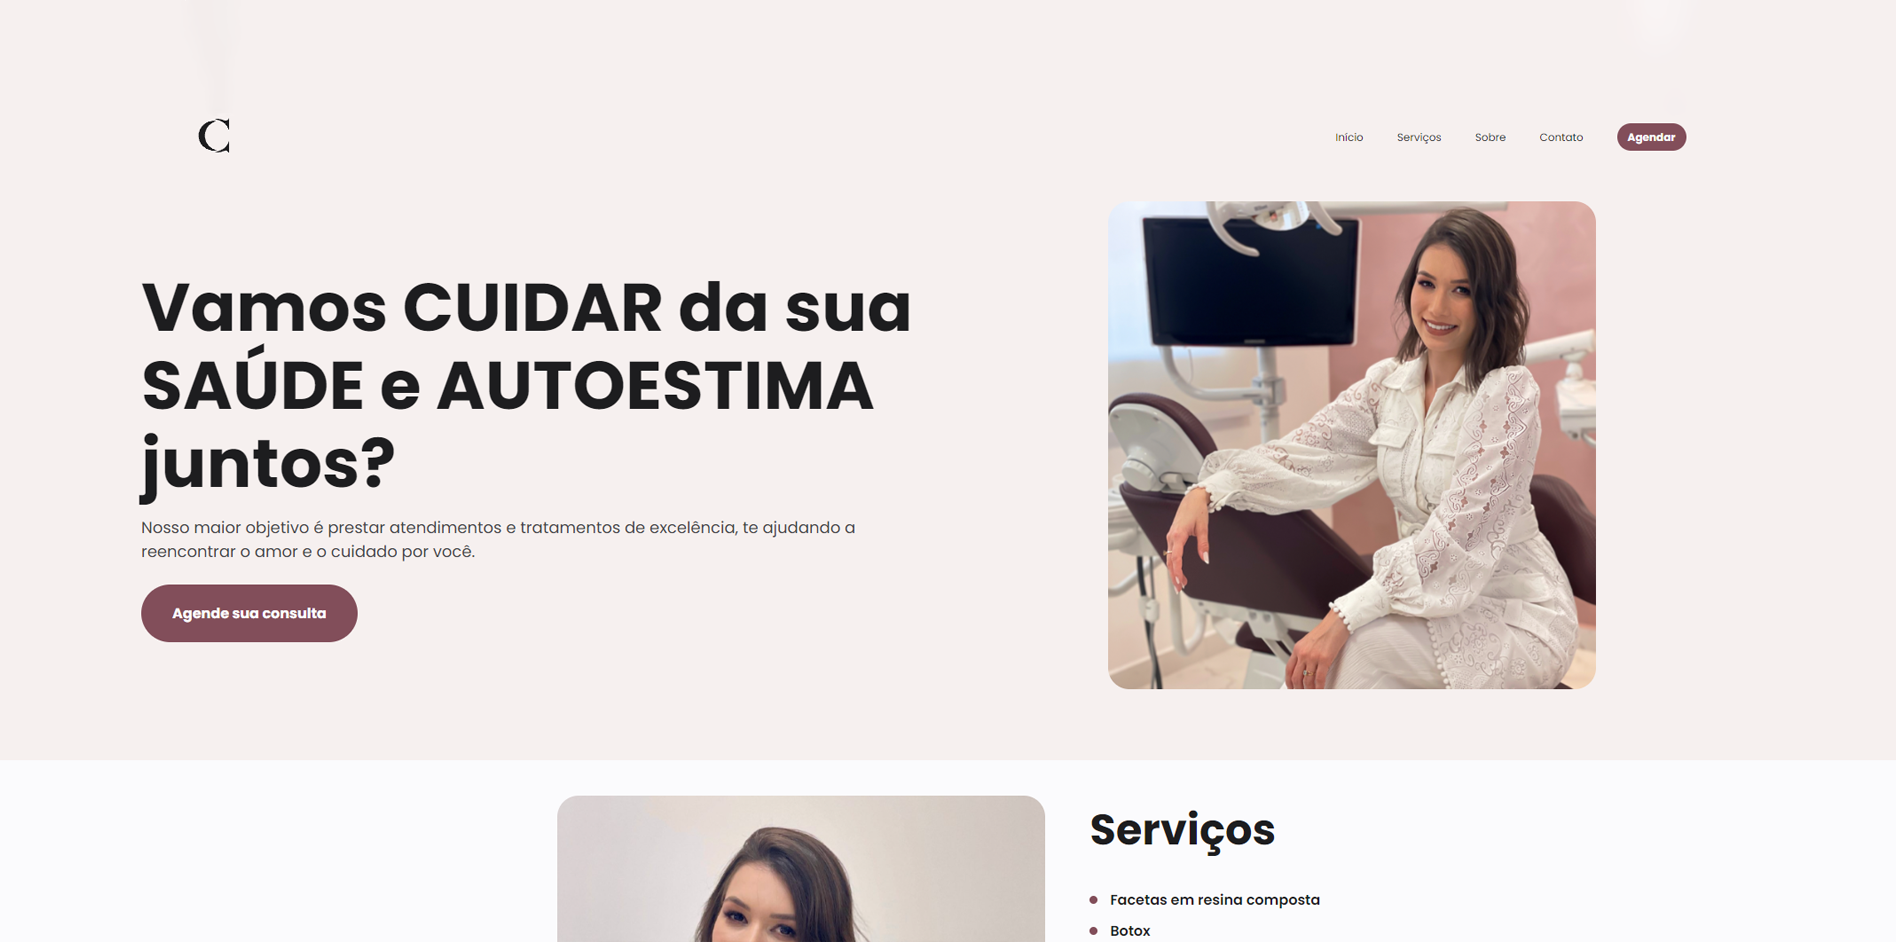 C
Início
Serviços
Sobre
Contato
Agendar
Vamos CUIDAR da sua
SAÚDE e AUTOESTIMA
juntos?
Nosso maior objetivo é prestar atendimentos e tratamentos de excelência, te ajudando a
reencontrar o amor e o cuidado por você.
Agende sua consulta
Serviços
Facetas em resina composta
Botox